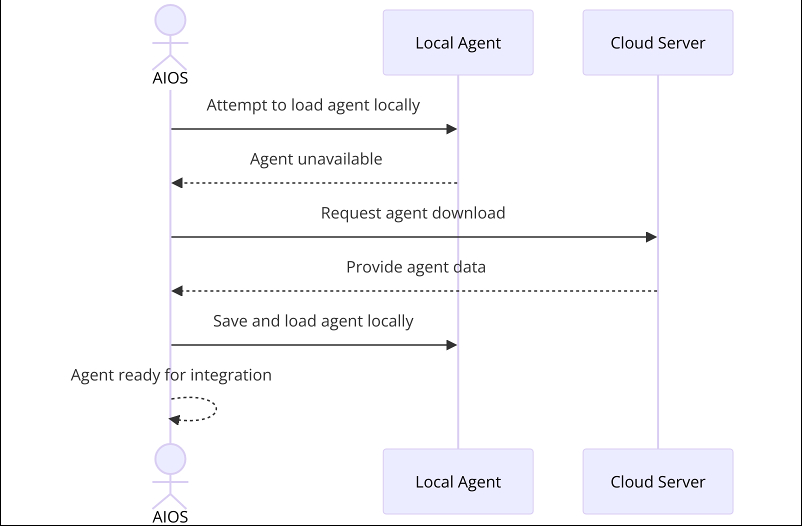 Local Agent
Cloud Server
AIOS
Attempt to load agent locally
Agent unavailable
Request agent download
Provide agent data
Save and load agent locally
Agent ready for integration
Local Agent
Cloud Server
AIOS